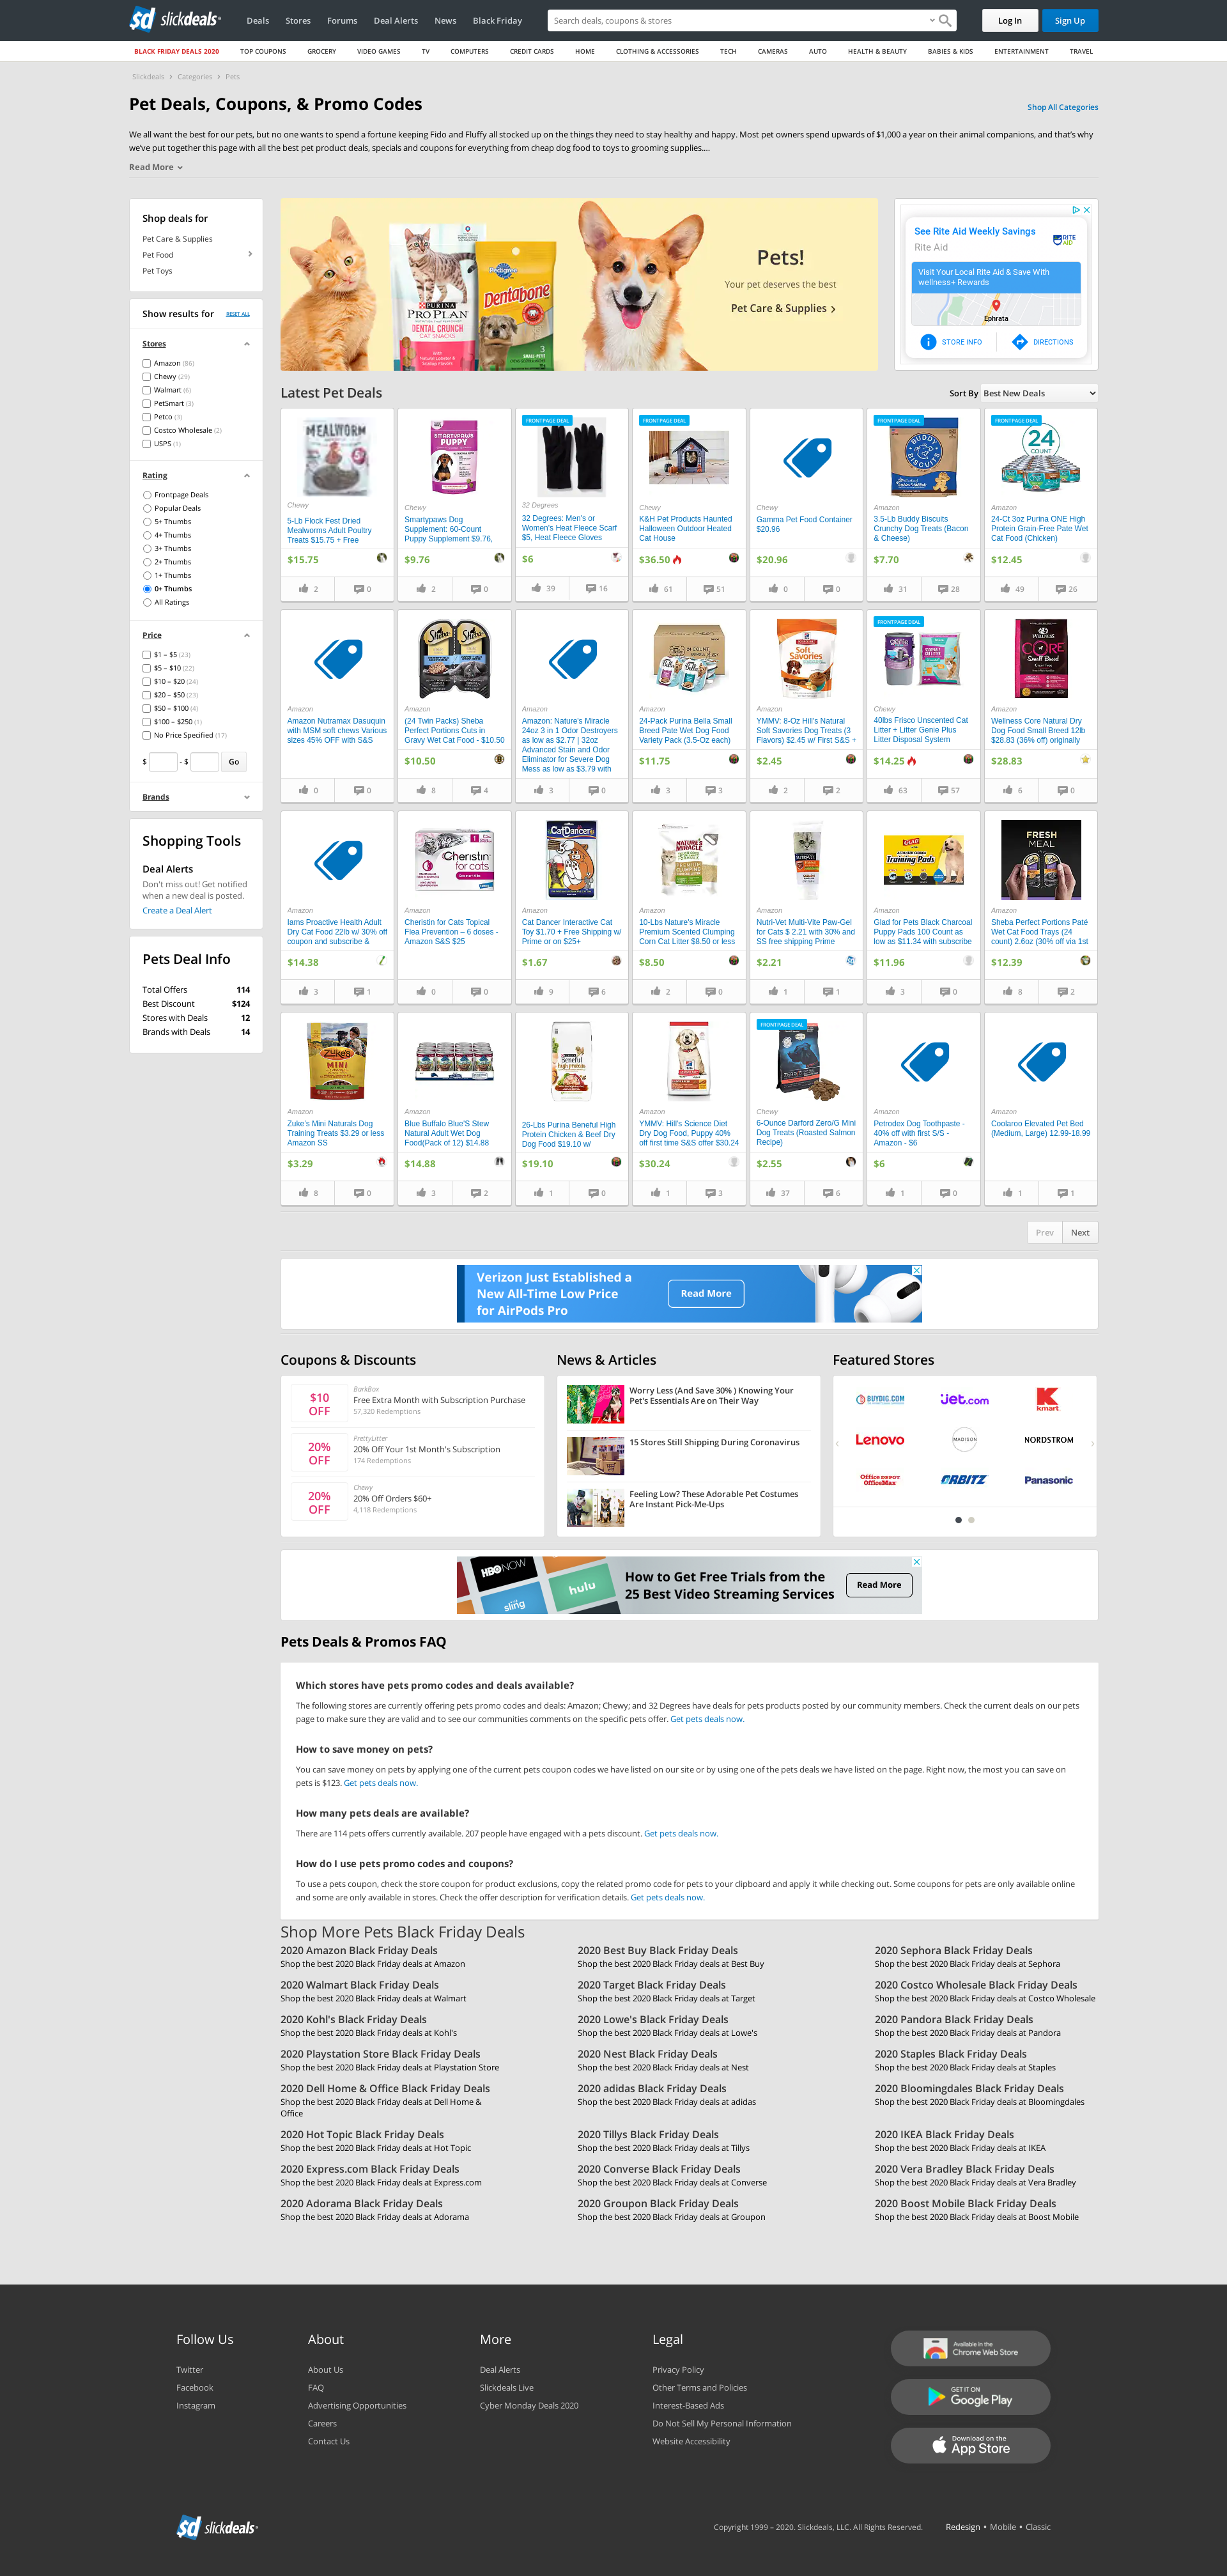 slickdeals
Deals
Stores
Forums
Deal Alerts
News
Black Friday
Search deals, coupons & stores
Log In
Sign Up
BLACK FRIDAY DEALS 2020
TOP COUPONS
GROCERY
VIDEO GAMES
TV
COMPUTERS
CREDIT CARDS
HOME
CLOTHING & ACCESSORIES
TECH
CAMERAS
AUTO
HEALTH & BEAUTY
BABIES & KIDS
ENTERTAINMENT
TRAVEL
Slickdeals › Categories › Pets
Pet Deals, Coupons, & Promo Codes
Shop All Categories
We all want the best for our pets, but no one wants to spend a fortune keeping Fido and Fluffy all stocked up on the things they need to stay healthy and happy. Most pet owners spend upwards of $1,000 a year on their animal companions, and that's why
we've put together this page with all the best pet product deals, specials and coupons for everything from cheap dog food to toys to grooming supplies....
Read More
Shop deals for
Pet Care & Supplies
Pet Food
Pet Toys
Show results for
RESET ALL
Stores
Amazon (86)
Chewy (29)
Walmart (6)
PetSmart (3)
Petco (3)
Costco Wholesale (2)
USPS (1)
Rating
Frontpage Deals
Popular Deals
5+ Thumbs
4+ Thumbs
3+ Thumbs
2+ Thumbs
1+ Thumbs
0+ Thumbs
All Ratings
Price
$1 – $5 (23)
$5 – $10 (22)
$10 – $20 (24)
$20 – $50 (23)
$50 – $100 (4)
$100 – $250 (1)
No Price Specified (17)
$ - $ Go
Brands
Shopping Tools
Deal Alerts
Don't miss out! Get notified
when a new deal is posted.
Create a Deal Alert
Pets Deal Info
Total Offers 114
Best Discount $124
Stores with Deals 12
Brands with Deals 14
PURINA
PRO PLAN
DENTAL CRUNCH
CAT SNACKS
Pedigree
Dentabone
Pets!
Your pet deserves the best
Pet Care & Supplies
See Rite Aid Weekly Savings
Rite Aid
RITE AID
Visit Your Local Rite Aid & Save With
wellness+ Rewards
Ephrata
STORE INFO
DIRECTIONS
Latest Pet Deals
Sort By Best New Deals
MEALWORM
Chewy
5-Lb Flock Fest Dried
Mealworms Adult Poultry
Treats $15.75 + Free
$15.75
2
0
SMARTYPAWS
PUPPY
Chewy
Smartypaws Dog
Supplement: 60-Count
Puppy Supplement $9.76,
$9.76
2
0
FRONTPAGE DEAL
32 Degrees
32 Degrees: Men's or
Women's Heat Fleece Scarf
$5, Heat Fleece Gloves
$6
39
16
FRONTPAGE DEAL
Chewy
K&H Pet Products Haunted
Halloween Outdoor Heated
Cat House
$36.50
61
51
Chewy
Gamma Pet Food Container
$20.96
$20.96
0
0
FRONTPAGE DEAL
BUDDY
BISCUITS
Amazon
3.5-Lb Buddy Biscuits
Crunchy Dog Treats (Bacon
& Cheese)
$7.70
31
28
FRONTPAGE DEAL
24
COUNT
Amazon
24-Ct 3oz Purina ONE High
Protein Grain-Free Pate Wet
Cat Food (Chicken)
$12.45
49
26
Amazon
Amazon Nutramax Dasuquin
with MSM soft chews Various
sizes 45% OFF with S&S
0
0
Sheba
Sheba
Amazon
(24 Twin Packs) Sheba
Perfect Portions Cuts in
Gravy Wet Cat Food - $10.50
$10.50
8
4
Amazon
Amazon: Nature's Miracle
24oz 3 in 1 Odor Destroyers
as low as $2.77 | 32oz
Advanced Stain and Odor
Eliminator for Severe Dog
Mess as low as $3.79 with
3
0
24 COUNT
Amazon
24-Pack Purina Bella Small
Breed Pate Wet Dog Food
Variety Pack (3.5-Oz each)
$11.75
3
3
Soft
Savories
Amazon
YMMV: 8-Oz Hill's Natural
Soft Savories Dog Treats (3
Flavors) $2.45 w/ First S&S +
$2.45
2
2
FRONTPAGE DEAL
Chewy
40lbs Frisco Unscented Cat
Litter + Litter Genie Plus
Litter Disposal System
$14.25
63
57
WELLNESS
CORE
Small Breed
Amazon
Wellness Core Natural Dry
Dog Food Small Breed 12lb
$28.83 (36% off) originally
$28.83
6
0
Amazon
Iams Proactive Health Adult
Dry Cat Food 22lb w/ 30% off
coupon and subscribe &
$14.38
3
1
Cheristin
for cats
Amazon
Cheristin for Cats Topical
Flea Prevention – 6 doses -
Amazon S&S $25
0
0
CatDancer
Amazon
Cat Dancer Interactive Cat
Toy $1.70 + Free Shipping w/
Prime or on $25+
$1.67
9
6
NATURE'S
MIRACLE
PREMIUM
CLUMPING
Amazon
10-Lbs Nature's Miracle
Premium Scented Clumping
Corn Cat Litter $8.50 or less
$8.50
2
0
Amazon
Nutri-Vet Multi-Vite Paw-Gel
for Cats $ 2.21 with 30% and
SS free shipping Prime
$2.21
1
1
GLAD
Training Pads
Amazon
Glad for Pets Black Charcoal
Puppy Pads 100 Count as
low as $11.34 with subscribe
$11.96
3
0
FRESH
MEAL
Amazon
Sheba Perfect Portions Paté
Wet Cat Food Trays (24
count) 2.6oz (30% off via 1st
$12.39
8
2
Zuke's
MINI
Amazon
Zuke's Mini Naturals Dog
Training Treats $3.29 or less
Amazon SS
$3.29
8
0
Amazon
Blue Buffalo Blue'S Stew
Natural Adult Wet Dog
Food(Pack of 12) $14.88
$14.88
3
2
Beneful
high protein
26-Lbs Purina Beneful High
Protein Chicken & Beef Dry
Dog Food $19.10 w/
$19.10
1
0
Amazon
YMMV: Hill's Science Diet
Dry Dog Food, Puppy 40%
off first time S&S offer $30.24
$30.24
1
3
FRONTPAGE DEAL
ZERO/G
Chewy
6-Ounce Darford Zero/G Mini
Dog Treats (Roasted Salmon
Recipe)
$2.55
37
6
Amazon
Petrodex Dog Toothpaste -
40% off with first S/S -
Amazon - $6
$6
1
0
Amazon
Coolaroo Elevated Pet Bed
(Medium, Large) 12.99-18.99
1
1
Prev
Next
Verizon Just Established a
New All-Time Low Price
for AirPods Pro
Read More
Coupons & Discounts
$10
OFF
BarkBox
Free Extra Month with Subscription Purchase
57,320 Redemptions
20%
OFF
PrettyLitter
20% Off Your 1st Month's Subscription
174 Redemptions
20%
OFF
Chewy
20% Off Orders $60+
4,118 Redemptions
News & Articles
Worry Less (And Save 30% ) Knowing Your
Pet's Essentials Are on Their Way
15 Stores Still Shipping During Coronavirus
Feeling Low? These Adorable Pet Costumes
Are Instant Pick-Me-Ups
Featured Stores
BUYDIG.COM
jet.com
kmart
Lenovo
MADISON
NORDSTROM
Office DEPOT
OfficeMax
ORBITZ
Panasonic
HBO NOW
sling
hulu
How to Get Free Trials from the
25 Best Video Streaming Services
Read More
Pets Deals & Promos FAQ
Which stores have pets promo codes and deals available?
The following stores are currently offering pets promo codes and deals: Amazon; Chewy; and 32 Degrees have deals for pets products posted by our community members. Check the current deals on our pets
page to make sure they are valid and to see our communities comments on the specific pets offer. Get pets deals now.
How to save money on pets?
You can save money on pets by applying one of the current pets coupon codes we have listed on our site or by using one of the pets deals we have listed on the page. Right now, the most you can save on
pets is $123. Get pets deals now.
How many pets deals are available?
There are 114 pets offers currently available. 207 people have engaged with a pets discount. Get pets deals now.
How do I use pets promo codes and coupons?
To use a pets coupon, check the store coupon for product exclusions, copy the related promo code for pets to your clipboard and apply it while checking out. Some coupons for pets are only available online
and some are only available in stores. Check the offer description for verification details. Get pets deals now.
Shop More Pets Black Friday Deals
2020 Amazon Black Friday Deals
Shop the best 2020 Black Friday deals at Amazon
2020 Best Buy Black Friday Deals
Shop the best 2020 Black Friday deals at Best Buy
2020 Sephora Black Friday Deals
Shop the best 2020 Black Friday deals at Sephora
2020 Walmart Black Friday Deals
Shop the best 2020 Black Friday deals at Walmart
2020 Target Black Friday Deals
Shop the best 2020 Black Friday deals at Target
2020 Costco Wholesale Black Friday Deals
Shop the best 2020 Black Friday deals at Costco Wholesale
2020 Kohl's Black Friday Deals
Shop the best 2020 Black Friday deals at Kohl's
2020 Lowe's Black Friday Deals
Shop the best 2020 Black Friday deals at Lowe's
2020 Pandora Black Friday Deals
Shop the best 2020 Black Friday deals at Pandora
2020 Playstation Store Black Friday Deals
Shop the best 2020 Black Friday deals at Playstation Store
2020 Nest Black Friday Deals
Shop the best 2020 Black Friday deals at Nest
2020 Staples Black Friday Deals
Shop the best 2020 Black Friday deals at Staples
2020 Dell Home & Office Black Friday Deals
Shop the best 2020 Black Friday deals at Dell Home &
Office
2020 adidas Black Friday Deals
Shop the best 2020 Black Friday deals at adidas
2020 Bloomingdales Black Friday Deals
Shop the best 2020 Black Friday deals at Bloomingdales
2020 Hot Topic Black Friday Deals
Shop the best 2020 Black Friday deals at Hot Topic
2020 Tillys Black Friday Deals
Shop the best 2020 Black Friday deals at Tillys
2020 IKEA Black Friday Deals
Shop the best 2020 Black Friday deals at IKEA
2020 Express.com Black Friday Deals
Shop the best 2020 Black Friday deals at Express.com
2020 Converse Black Friday Deals
Shop the best 2020 Black Friday deals at Converse
2020 Vera Bradley Black Friday Deals
Shop the best 2020 Black Friday deals at Vera Bradley
2020 Adorama Black Friday Deals
Shop the best 2020 Black Friday deals at Adorama
2020 Groupon Black Friday Deals
Shop the best 2020 Black Friday deals at Groupon
2020 Boost Mobile Black Friday Deals
Shop the best 2020 Black Friday deals at Boost Mobile
Follow Us
Twitter
Facebook
Instagram
About
About Us
FAQ
Advertising Opportunities
Careers
Contact Us
More
Deal Alerts
Slickdeals Live
Cyber Monday Deals 2020
Legal
Privacy Policy
Other Terms and Policies
Interest-Based Ads
Do Not Sell My Personal Information
Website Accessibility
Available in the
Chrome Web Store
GET IT ON
Google Play
Download on the
App Store
slickdeals
Copyright 1999 – 2020. Slickdeals, LLC. All Rights Reserved.
Redesign • Mobile • Classic